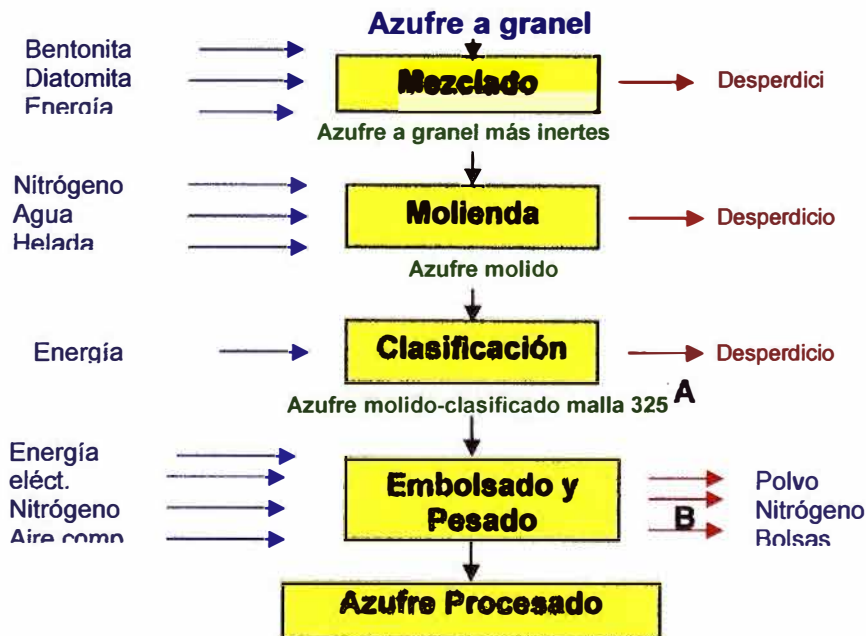 Azufre a granel
Bentonita
Diatomita
Energía
Mezclado
Desperdici
Azufre a granel más inertes
Nitrógeno
Agua
Helada
Molienda
Desperdicio
Azufre molido
Energía
Clasificación
Desperdicio
Azufre molido-clasificado malla 325
A
Energía
eléct.
Nitrógeno
Aire comp
Embolsado y
Pesado
B
Polvo
Nitrógeno
Bolsas
Azufre Procesado